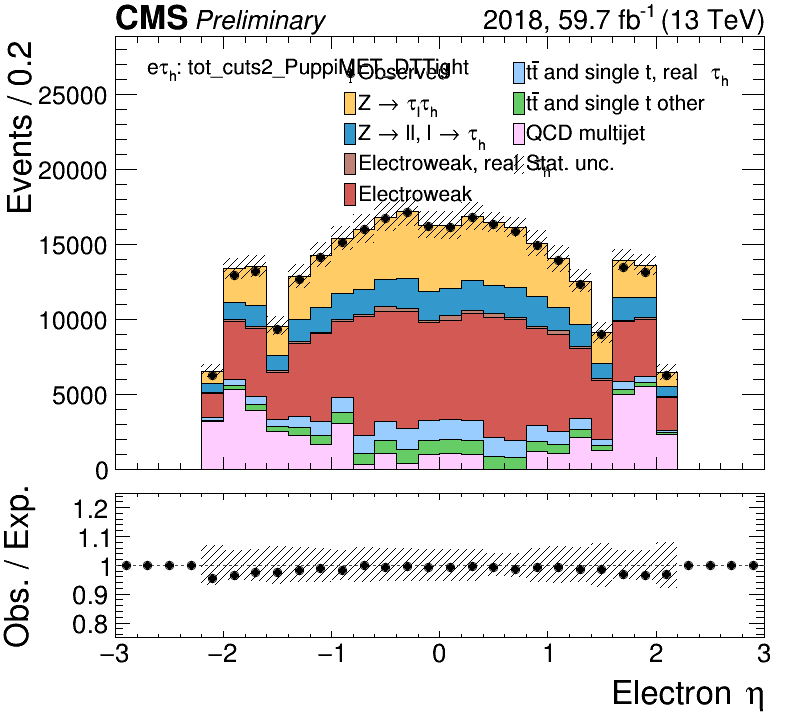 CMS Preliminary 2018, 59.7 fb⁻¹ (13 TeV)
Events / 0.2
25000
20000
15000
10000
5000
0
eτh: tot_cuts2_PuppiMET_DTTight
Observed
Z → τlτh
Z → ll, l → τh
Electroweak, real τh
Electroweak
tt̄ and single t, real τh
tt̄ and single t other
QCD multijet
Stat. unc.
Obs. / Exp.
1.2
1.1
1
0.9
0.8
−3 −2 −1 0 1 2 3
Electron η